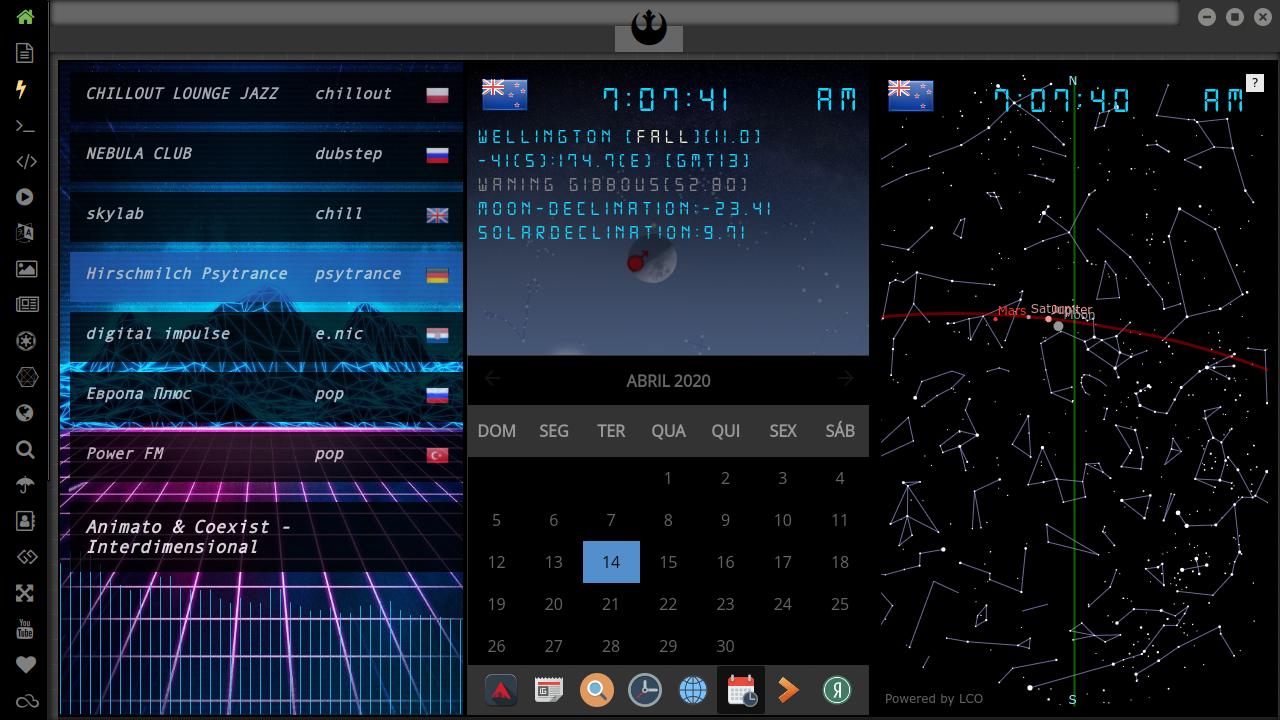 CHILLOUT LOUNGE JAZZ chillout
NEBULA CLUB dubstep
skylab chill
Hirschmilch Psytrance psytrance
digital impulse e.nic
Европа Плюс pop
Power FM pop
Animato & Coexist -
Interdimensional
7:07:41 AM
WELLINGTON (FALL)(11.0)
-41(S):174.7(E) (GMT13)
WANING GIBBOUS(52.80)
MOON-DECLINATION:-23.41
SOLARDECLINATION:9.71
ABRIL 2020
DOM SEG TER QUA QUI SEX SÁB
1 2 3 4
5 6 7 8 9 10 11
12 13 14 15 16 17 18
19 20 21 22 23 24 25
26 27 28 29 30
Я
N
?
7:07:40 AM
Mars Saturn Jupiter
Moon
Powered by LCO
S
You
Tube